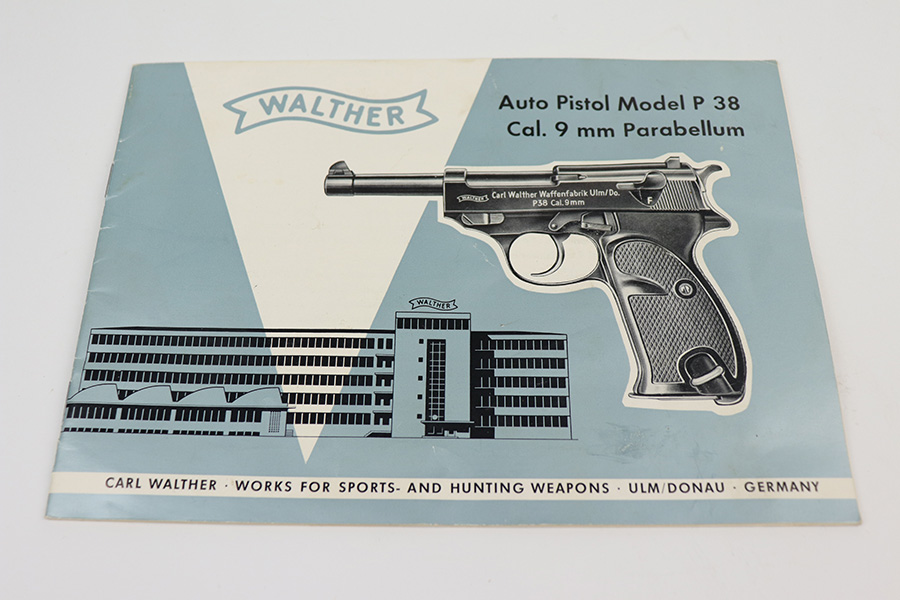 WALTHER
Auto Pistol Model P 38
Cal. 9 mm Parabellum
WALTHER
Carl Walther Waffenfabrik Ulm/Do.
P38 Cal. 9mm
F
WALTHER
CARL WALTHER · WORKS FOR SPORTS- AND HUNTING WEAPONS · ULM/DONAU · GERMANY